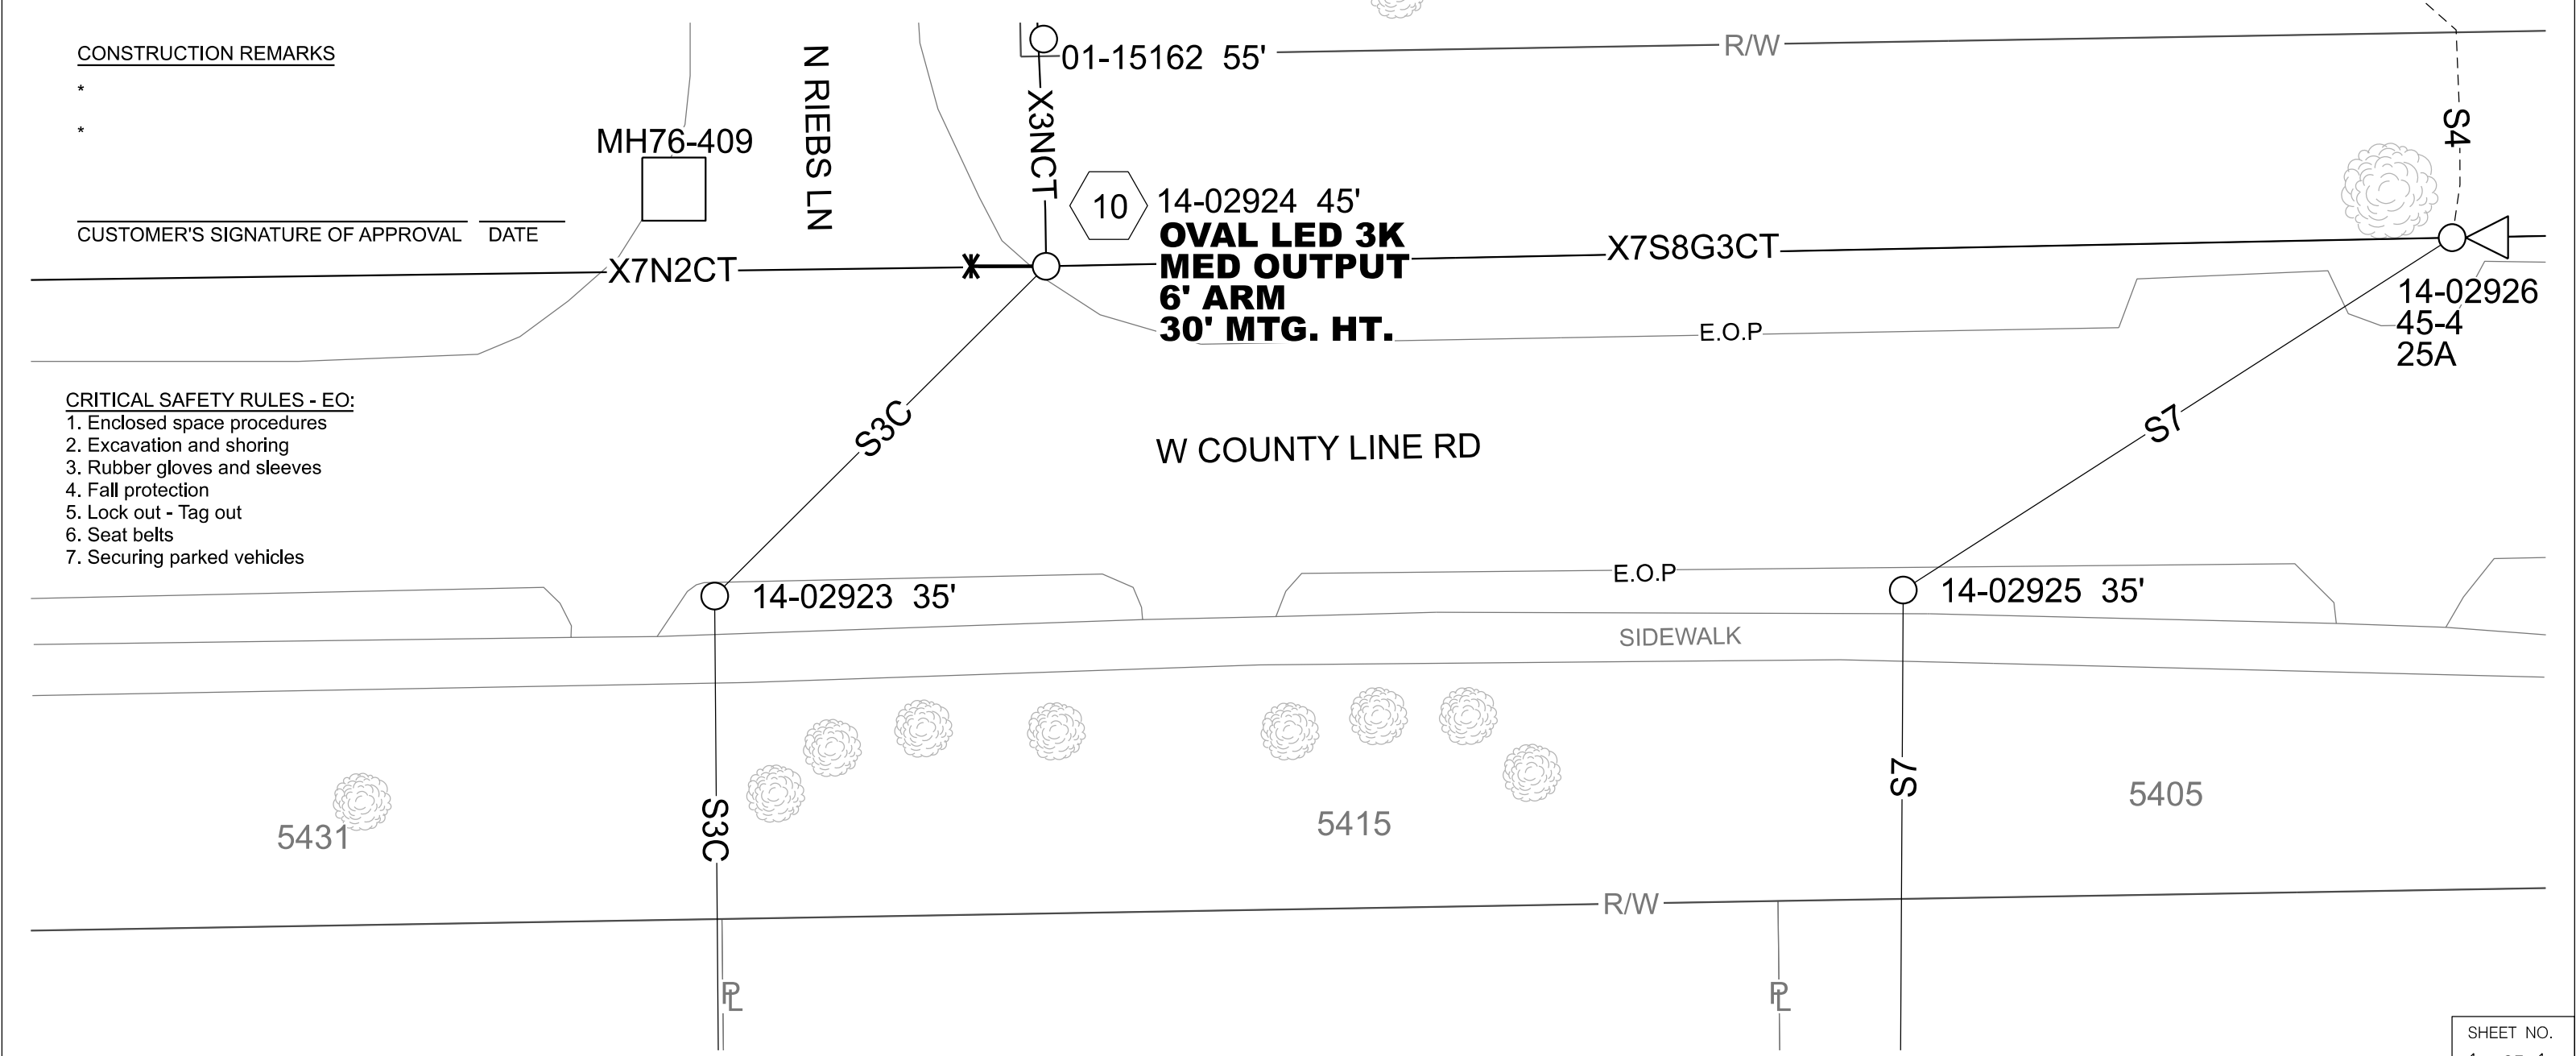 CONSTRUCTION REMARKS
*
*
CUSTOMER'S SIGNATURE OF APPROVAL DATE
MH76-409
N RIEBS LN
01-15162 55'
R/W
X3NCT
S4
10
14-02924 45'
OVAL LED 3K
MED OUTPUT
6' ARM
30' MTG. HT.
X7N2CT
X7S8G3CT
14-02926
45-4
25A
E.O.P
CRITICAL SAFETY RULES - EO:
1. Enclosed space procedures
2. Excavation and shoring
3. Rubber gloves and sleeves
4. Fall protection
5. Lock out - Tag out
6. Seat belts
7. Securing parked vehicles
S3C
W COUNTY LINE RD
S7
E.O.P
14-02923 35'
14-02925 35'
SIDEWALK
S3C
S7
5431
5415
5405
R/W
PL
PL
SHEET NO.